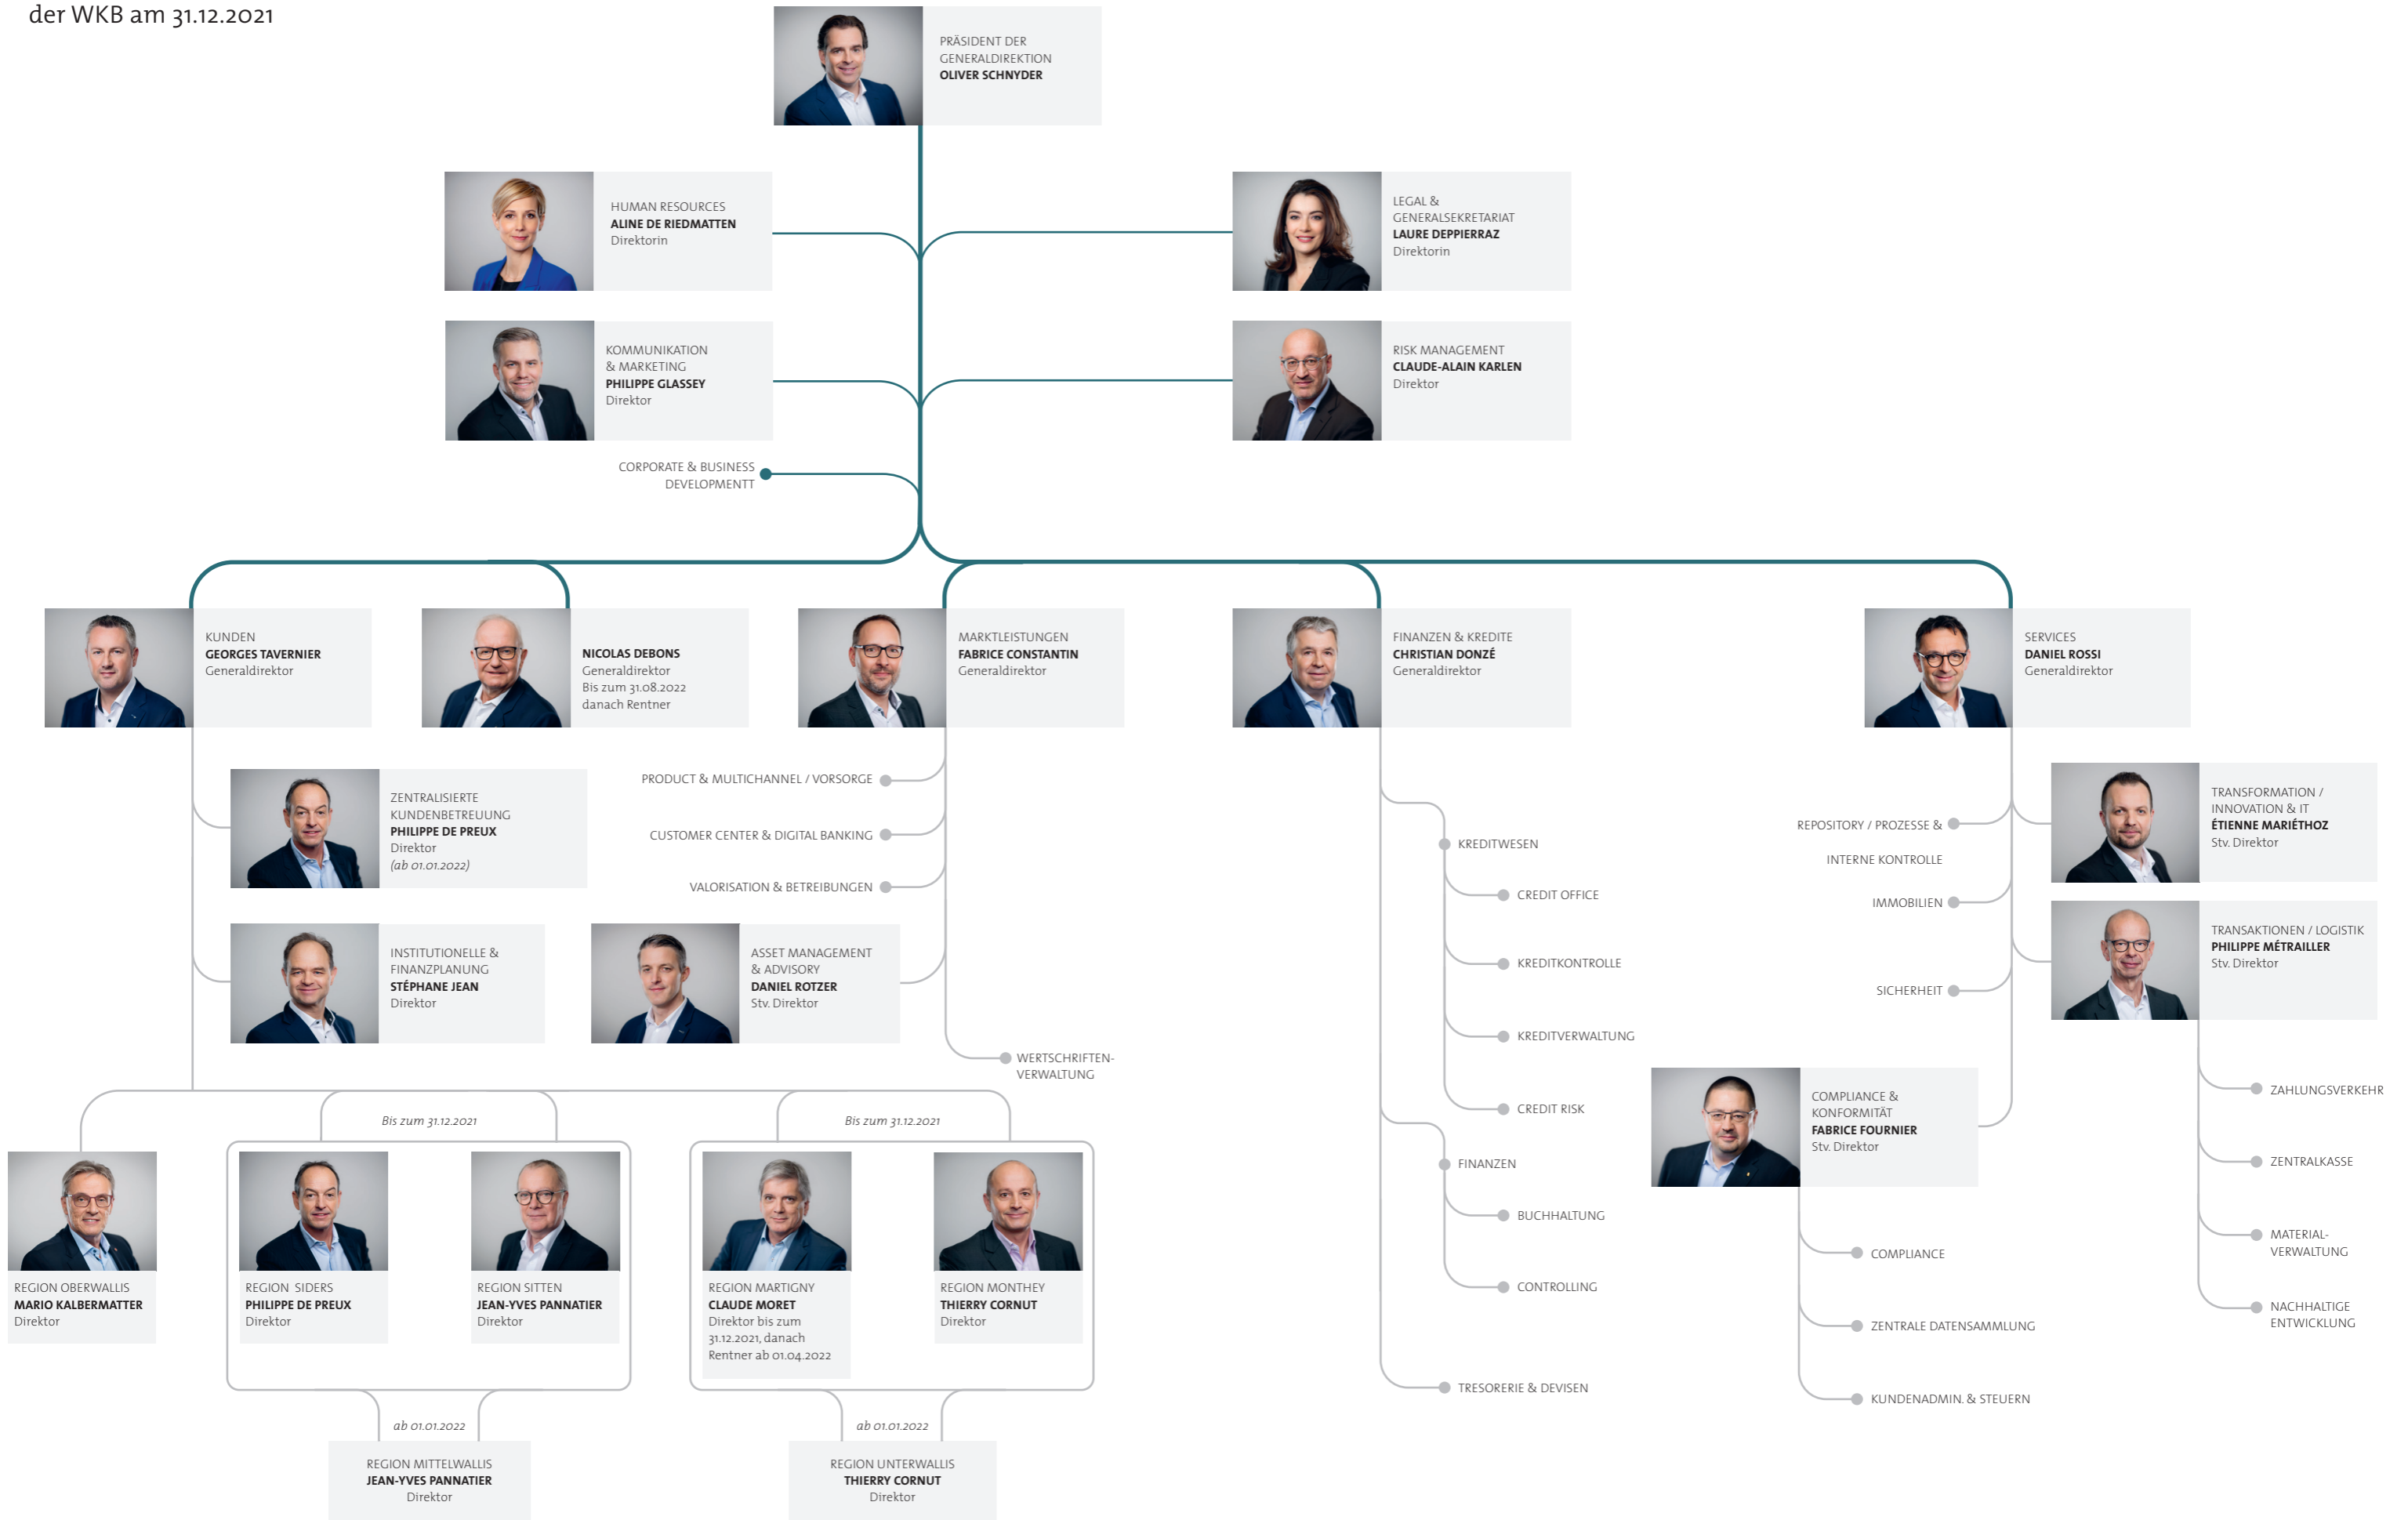 der WKB am 31.12.2021
PRÄSIDENT DER
GENERALDIREKTION
OLIVER SCHNYDER
HUMAN RESOURCES
ALINE DE RIEDMATTEN
Direktorin
LEGAL &
GENERALSEKRETARIAT
LAURE DEPPIERRAZ
Direktorin
KOMMUNIKATION
& MARKETING
PHILIPPE GLASSEY
Direktor
RISK MANAGEMENT
CLAUDE-ALAIN KARLEN
Direktor
CORPORATE & BUSINESS
DEVELOPMENTT
KUNDEN
GEORGES TAVERNIER
Generaldirektor
NICOLAS DEBONS
Generaldirektor
Bis zum 31.08.2022
danach Rentner
MARKTLEISTUNGEN
FABRICE CONSTANTIN
Generaldirektor
FINANZEN & KREDITE
CHRISTIAN DONZÉ
Generaldirektor
SERVICES
DANIEL ROSSI
Generaldirektor
ZENTRALISIERTE
KUNDENBETREUUNG
PHILIPPE DE PREUX
Direktor
(ab 01.01.2022)
INSTITUTIONELLE &
FINANZPLANUNG
STÉPHANE JEAN
Direktor
PRODUCT & MULTICHANNEL / VORSORGE
CUSTOMER CENTER & DIGITAL BANKING
VALORISATION & BETREIBUNGEN
ASSET MANAGEMENT
& ADVISORY
DANIEL ROTZER
Stv. Direktor
WERTSCHRIFTEN-
VERWALTUNG
KREDITWESEN
CREDIT OFFICE
KREDITKONTROLLE
KREDITVERWALTUNG
CREDIT RISK
FINANZEN
BUCHHALTUNG
CONTROLLING
TRESORERIE & DEVISEN
REPOSITORY / PROZESSE &
INTERNE KONTROLLE
IMMOBILIEN
SICHERHEIT
TRANSFORMATION /
INNOVATION & IT
ÉTIENNE MARIÉTHOZ
Stv. Direktor
TRANSAKTIONEN / LOGISTIK
PHILIPPE MÉTRAILLER
Stv. Direktor
ZAHLUNGSVERKEHR
ZENTRALKASSE
MATERIAL-
VERWALTUNG
NACHHALTIGE
ENTWICKLUNG
COMPLIANCE &
KONFORMITÄT
FABRICE FOURNIER
Stv. Direktor
COMPLIANCE
ZENTRALE DATENSAMMLUNG
KUNDENADMIN. & STEUERN
Bis zum 31.12.2021
Bis zum 31.12.2021
REGION OBERWALLIS
MARIO KALBERMATTER
Direktor
REGION SIDERS
PHILIPPE DE PREUX
Direktor
REGION SITTEN
JEAN-YVES PANNATIER
Direktor
REGION MARTIGNY
CLAUDE MORET
Direktor bis zum
31.12.2021, danach
Rentner ab 01.04.2022
REGION MONTHEY
THIERRY CORNUT
Direktor
ab 01.01.2022
REGION MITTELWALLIS
JEAN-YVES PANNATIER
Direktor
ab 01.01.2022
REGION UNTERWALLIS
THIERRY CORNUT
Direktor